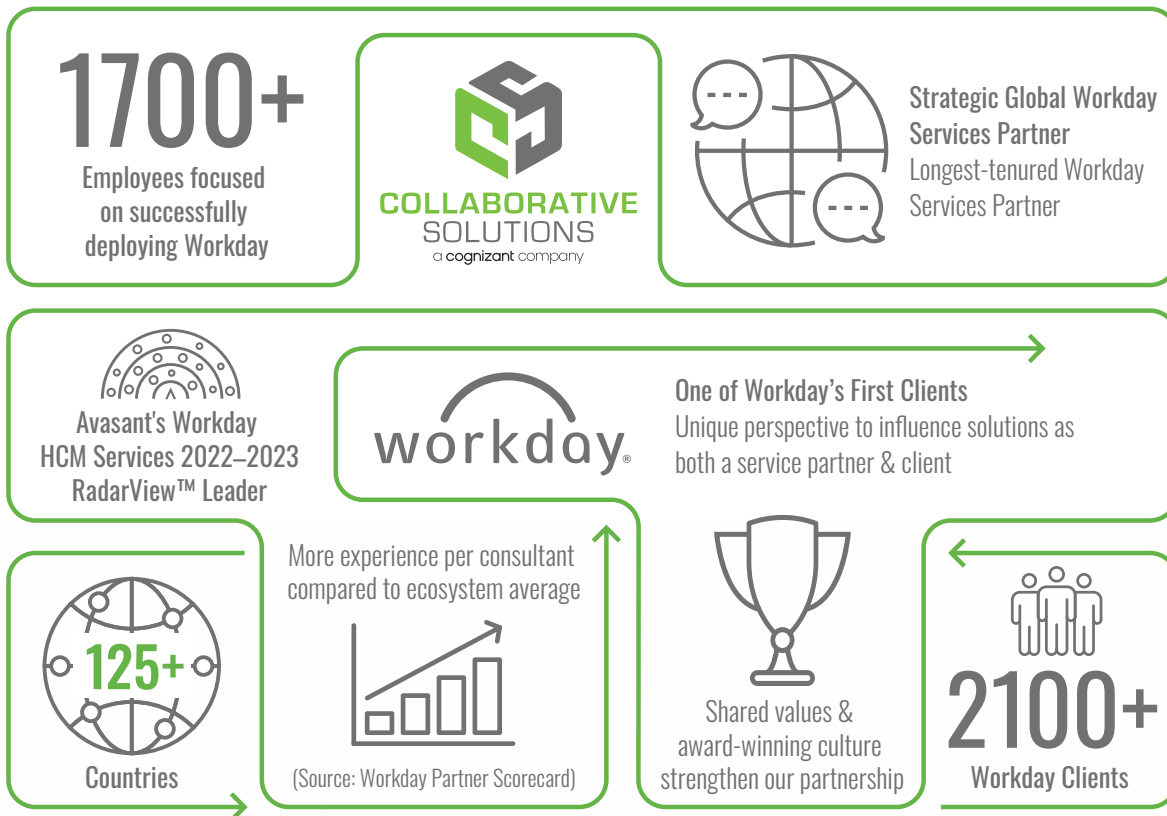 1700+
Employees focused
on successfully
deploying Workday
COLLABORATIVE
SOLUTIONS
a cognizant company
Strategic Global Workday
Services Partner
Longest-tenured Workday
Services Partner
Avasant's Workday
HCM Services 2022–2023
RadarView™ Leader
workday®
One of Workday’s First Clients
Unique perspective to influence solutions as
both a service partner & client
125+
Countries
More experience per consultant
compared to ecosystem average
(Source: Workday Partner Scorecard)
Shared values &
award-winning culture
strengthen our partnership
2100+
Workday Clients